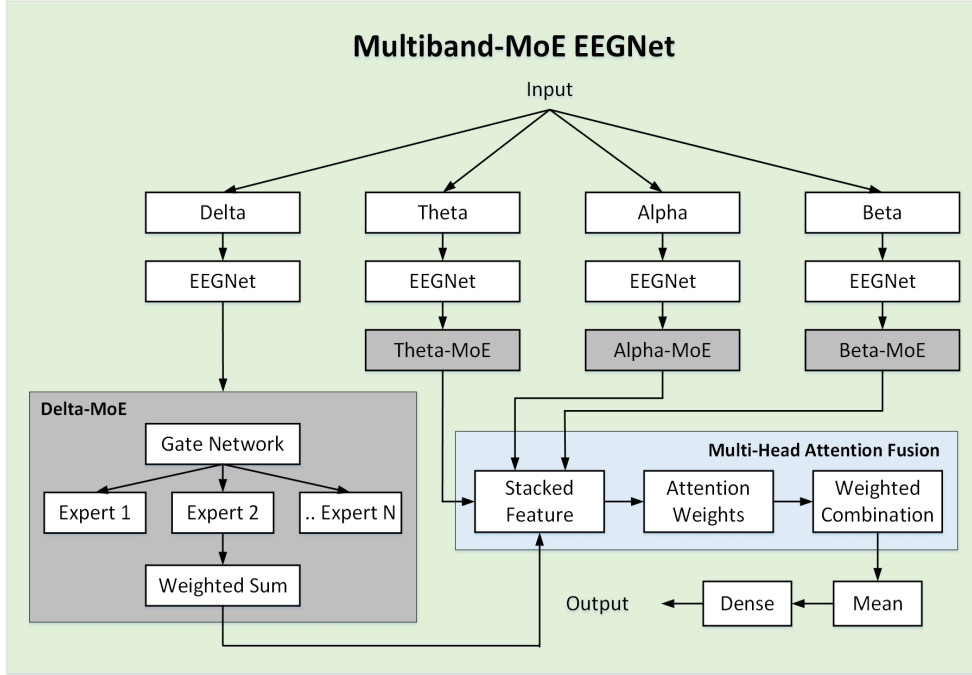 Multiband-MoE EEGNet
Input
Delta
Theta
Alpha
Beta
EEGNet
EEGNet
EEGNet
EEGNet
Theta-MoE
Alpha-MoE
Beta-MoE
Delta-MoE
Gate Network
Expert 1
Expert 2
.. Expert N
Weighted Sum
Multi-Head Attention Fusion
Stacked
Feature
Attention
Weights
Weighted
Combination
Output
Dense
Mean